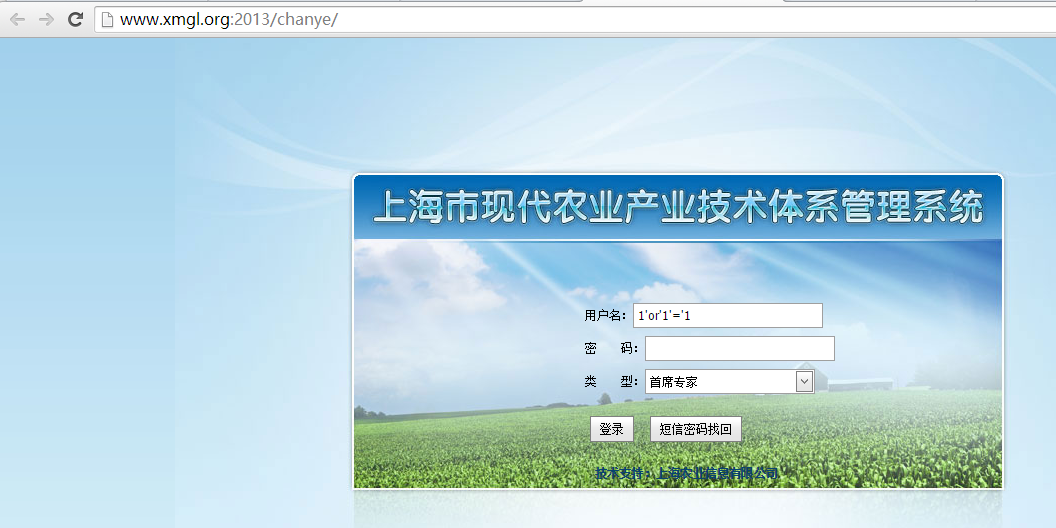 www.xmgl.org:2013/chanye/
上海市现代农业产业技术体系管理系统
用户名： 1'or'1'='1
密 码：
类 型： 首席专家
登录 短信密码找回
技术支持：上海农业信息有限公司